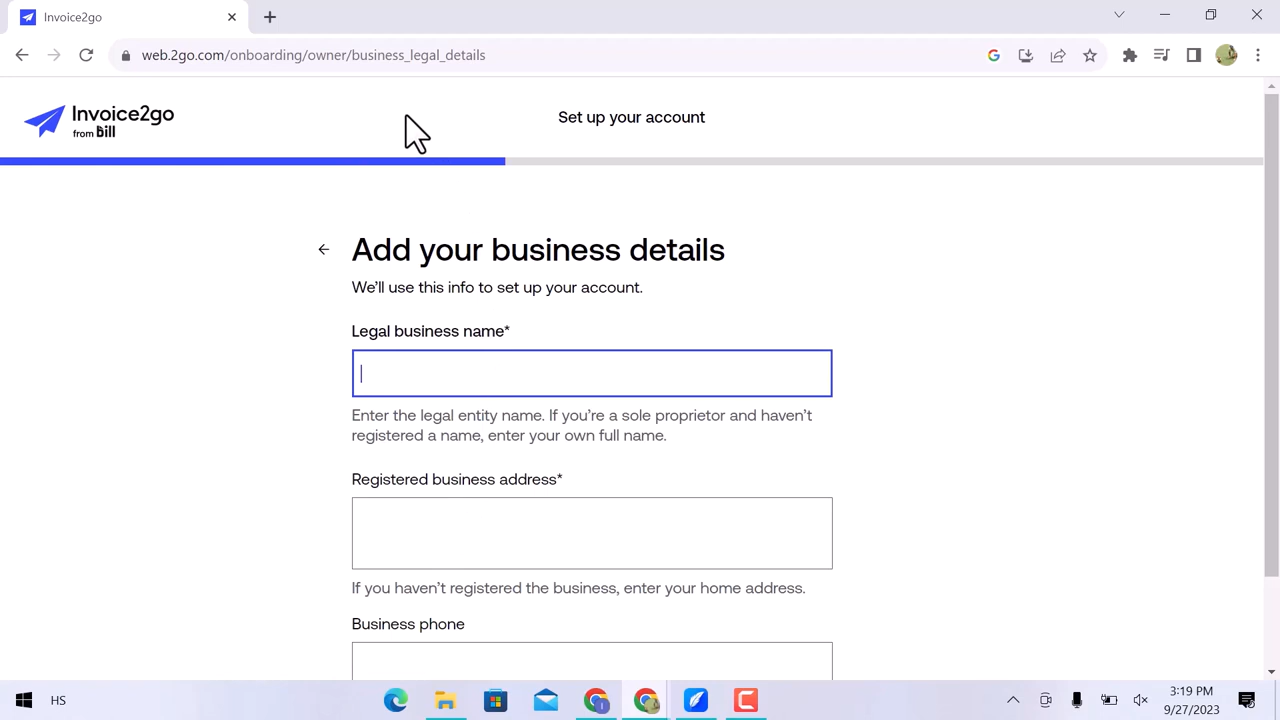 Invoice2go
web.2go.com/onboarding/owner/business_legal_details
Invoice2go
from Bill
Set up your account
Add your business details
We'll use this info to set up your account.
Legal business name*
Enter the legal entity name. If you're a sole proprietor and haven't
registered a name, enter your own full name.
Registered business address*
If you haven't registered the business, enter your home address.
Business phone
HS
3:19 PM
9/27/2023